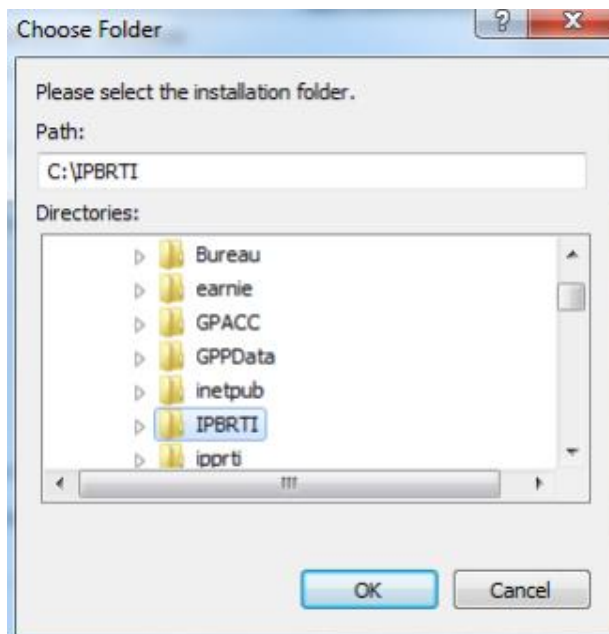 Choose Folder
Please select the installation folder.
Path:
C:\IPBRTI
Directories:
Bureau
earnie
GPACC
GPPData
inetpub
IPBRTI
ipprti
OK
Cancel